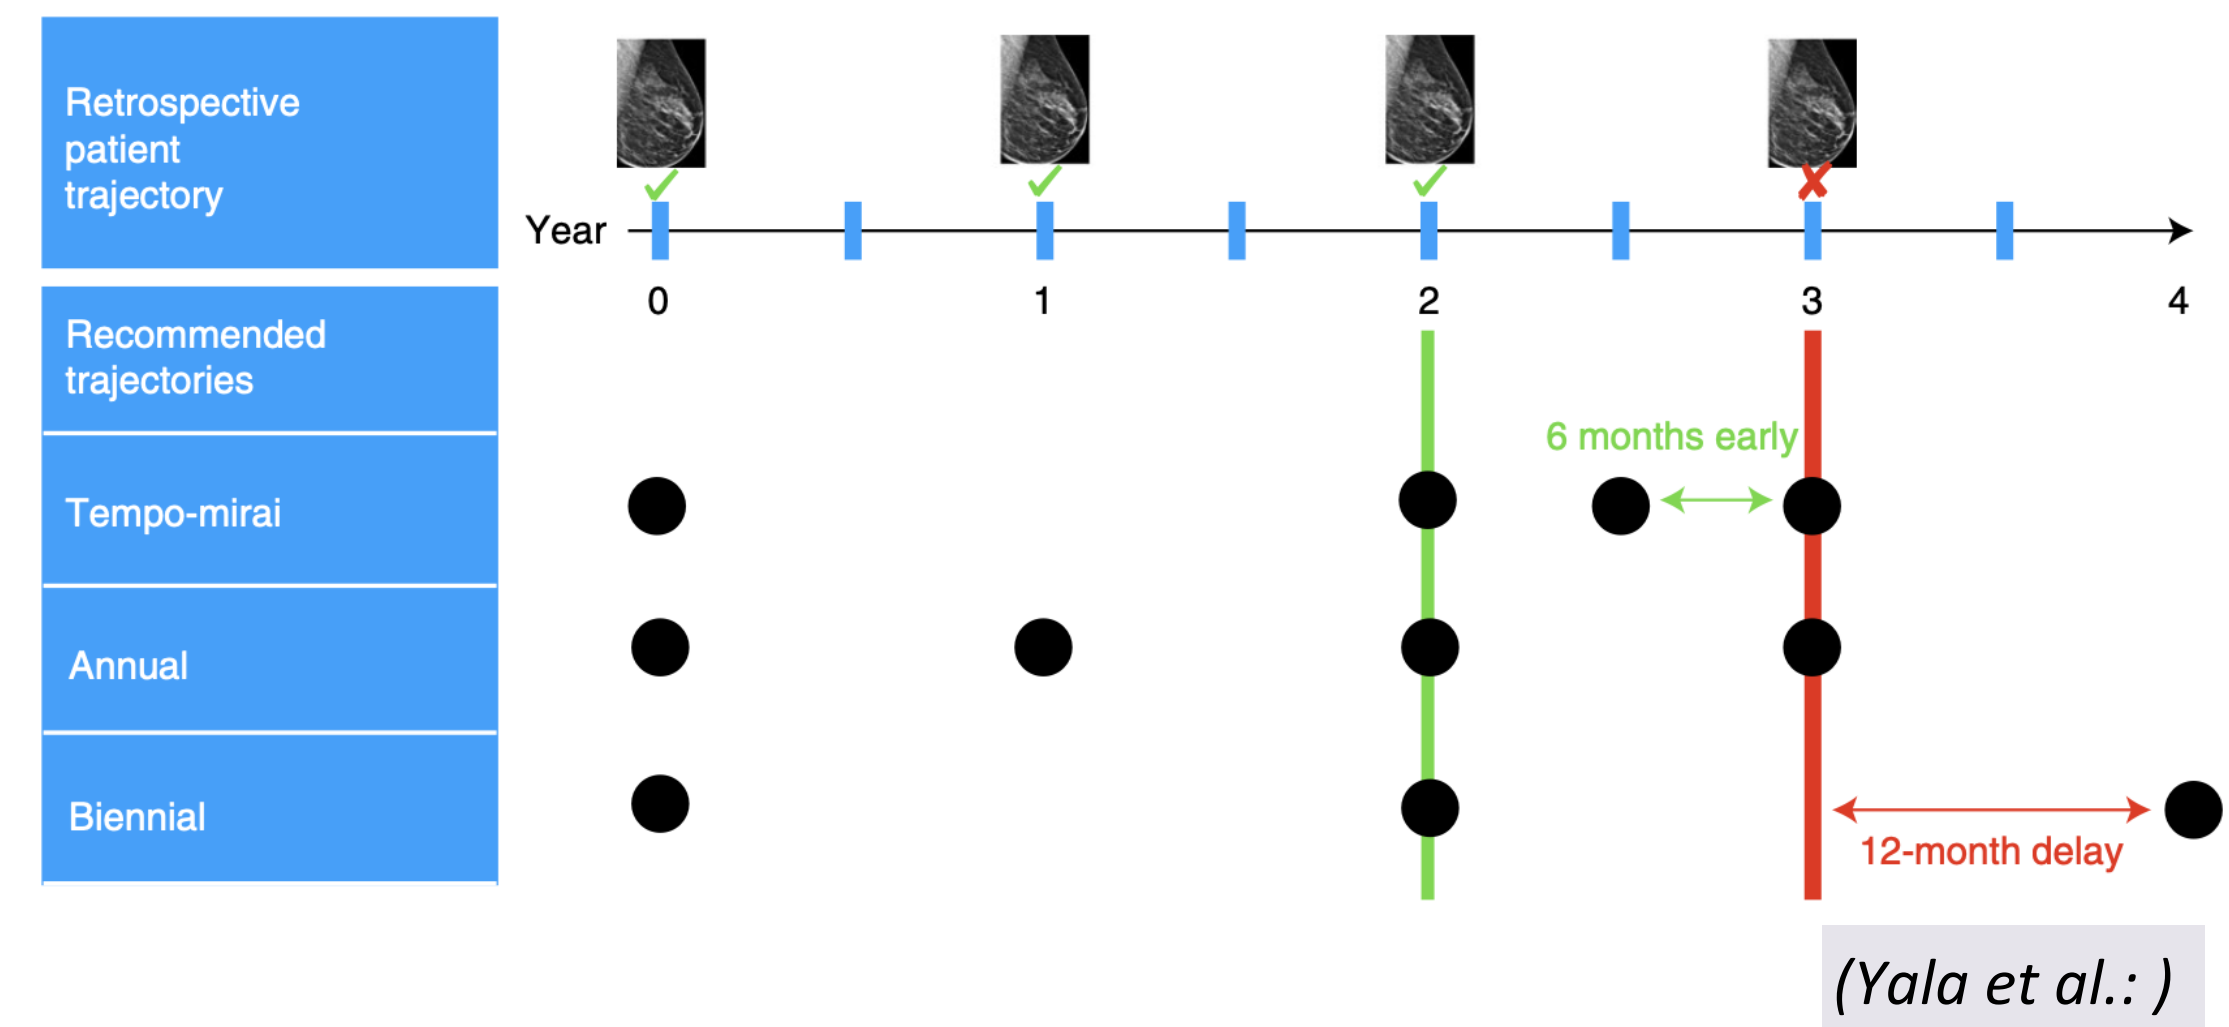 Retrospective
patient
trajectory
Year
0
1
2
3
4
Recommended
trajectories
6 months early
Tempo-mirai
Annual
Biennial
12-month delay
(Yala et al.: )